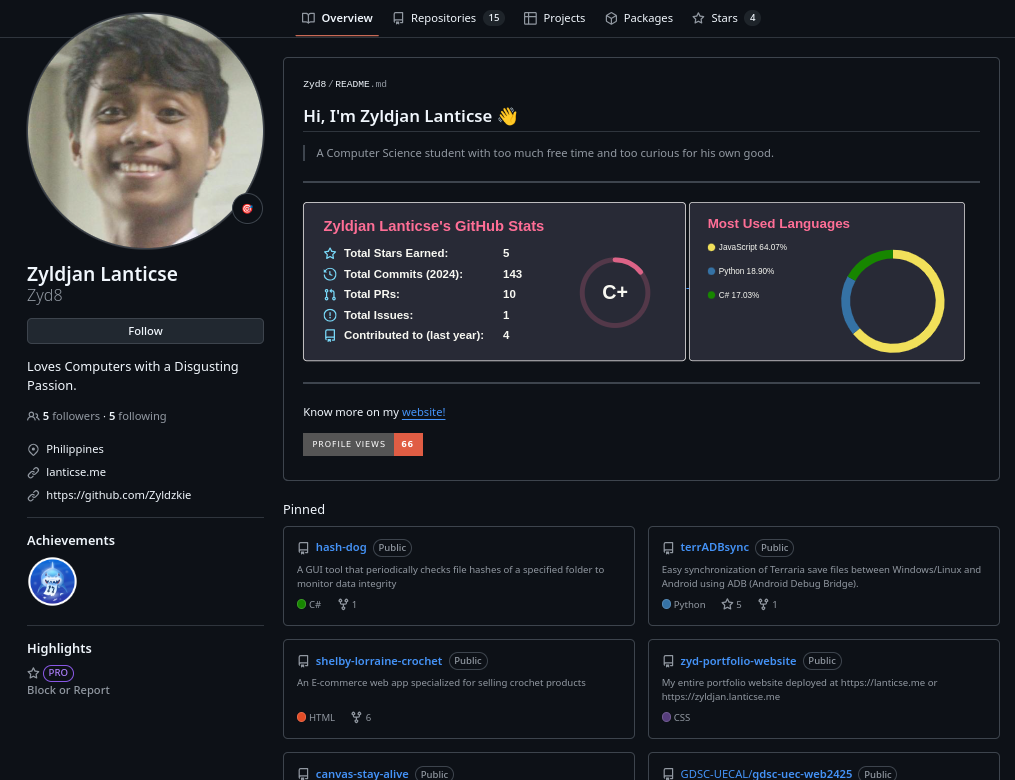 Overview Repositories 15 Projects Packages Stars 4
Zyd8/README.md
Hi, I'm Zyldjan Lanticse 👋
A Computer Science student with too much free time and too curious for his own good.
Zyldjan Lanticse's GitHub Stats
Total Stars Earned: 5
Total Commits (2024): 143
Total PRs: 10
Total Issues: 1
Contributed to (last year): 4
C+
Most Used Languages
JavaScript 64.07%
Python 18.90%
C# 17.03%
Know more on my website!
PROFILE VIEWS 66
Zyldjan Lanticse
Zyd8
Follow
Loves Computers with a Disgusting
Passion.
5 followers · 5 following
Philippines
lanticse.me
https://github.com/Zyldzkie
Achievements
Highlights
PRO
Block or Report
Pinned
hash-dog Public
A GUI tool that periodically checks file hashes of a specified folder to
monitor data integrity
C# 1
terrADBsync Public
Easy synchronization of Terraria save files between Windows/Linux and
Android using ADB (Android Debug Bridge).
Python 5 1
shelby-lorraine-crochet Public
An E-commerce web app specialized for selling crochet products
HTML 6
zyd-portfolio-website Public
My entire portfolio website deployed at https://lanticse.me or
https://zyldjan.lanticse.me
CSS
canvas-stay-alive Public
GDSC-UECAL/gdsc-uec-web2425 Public